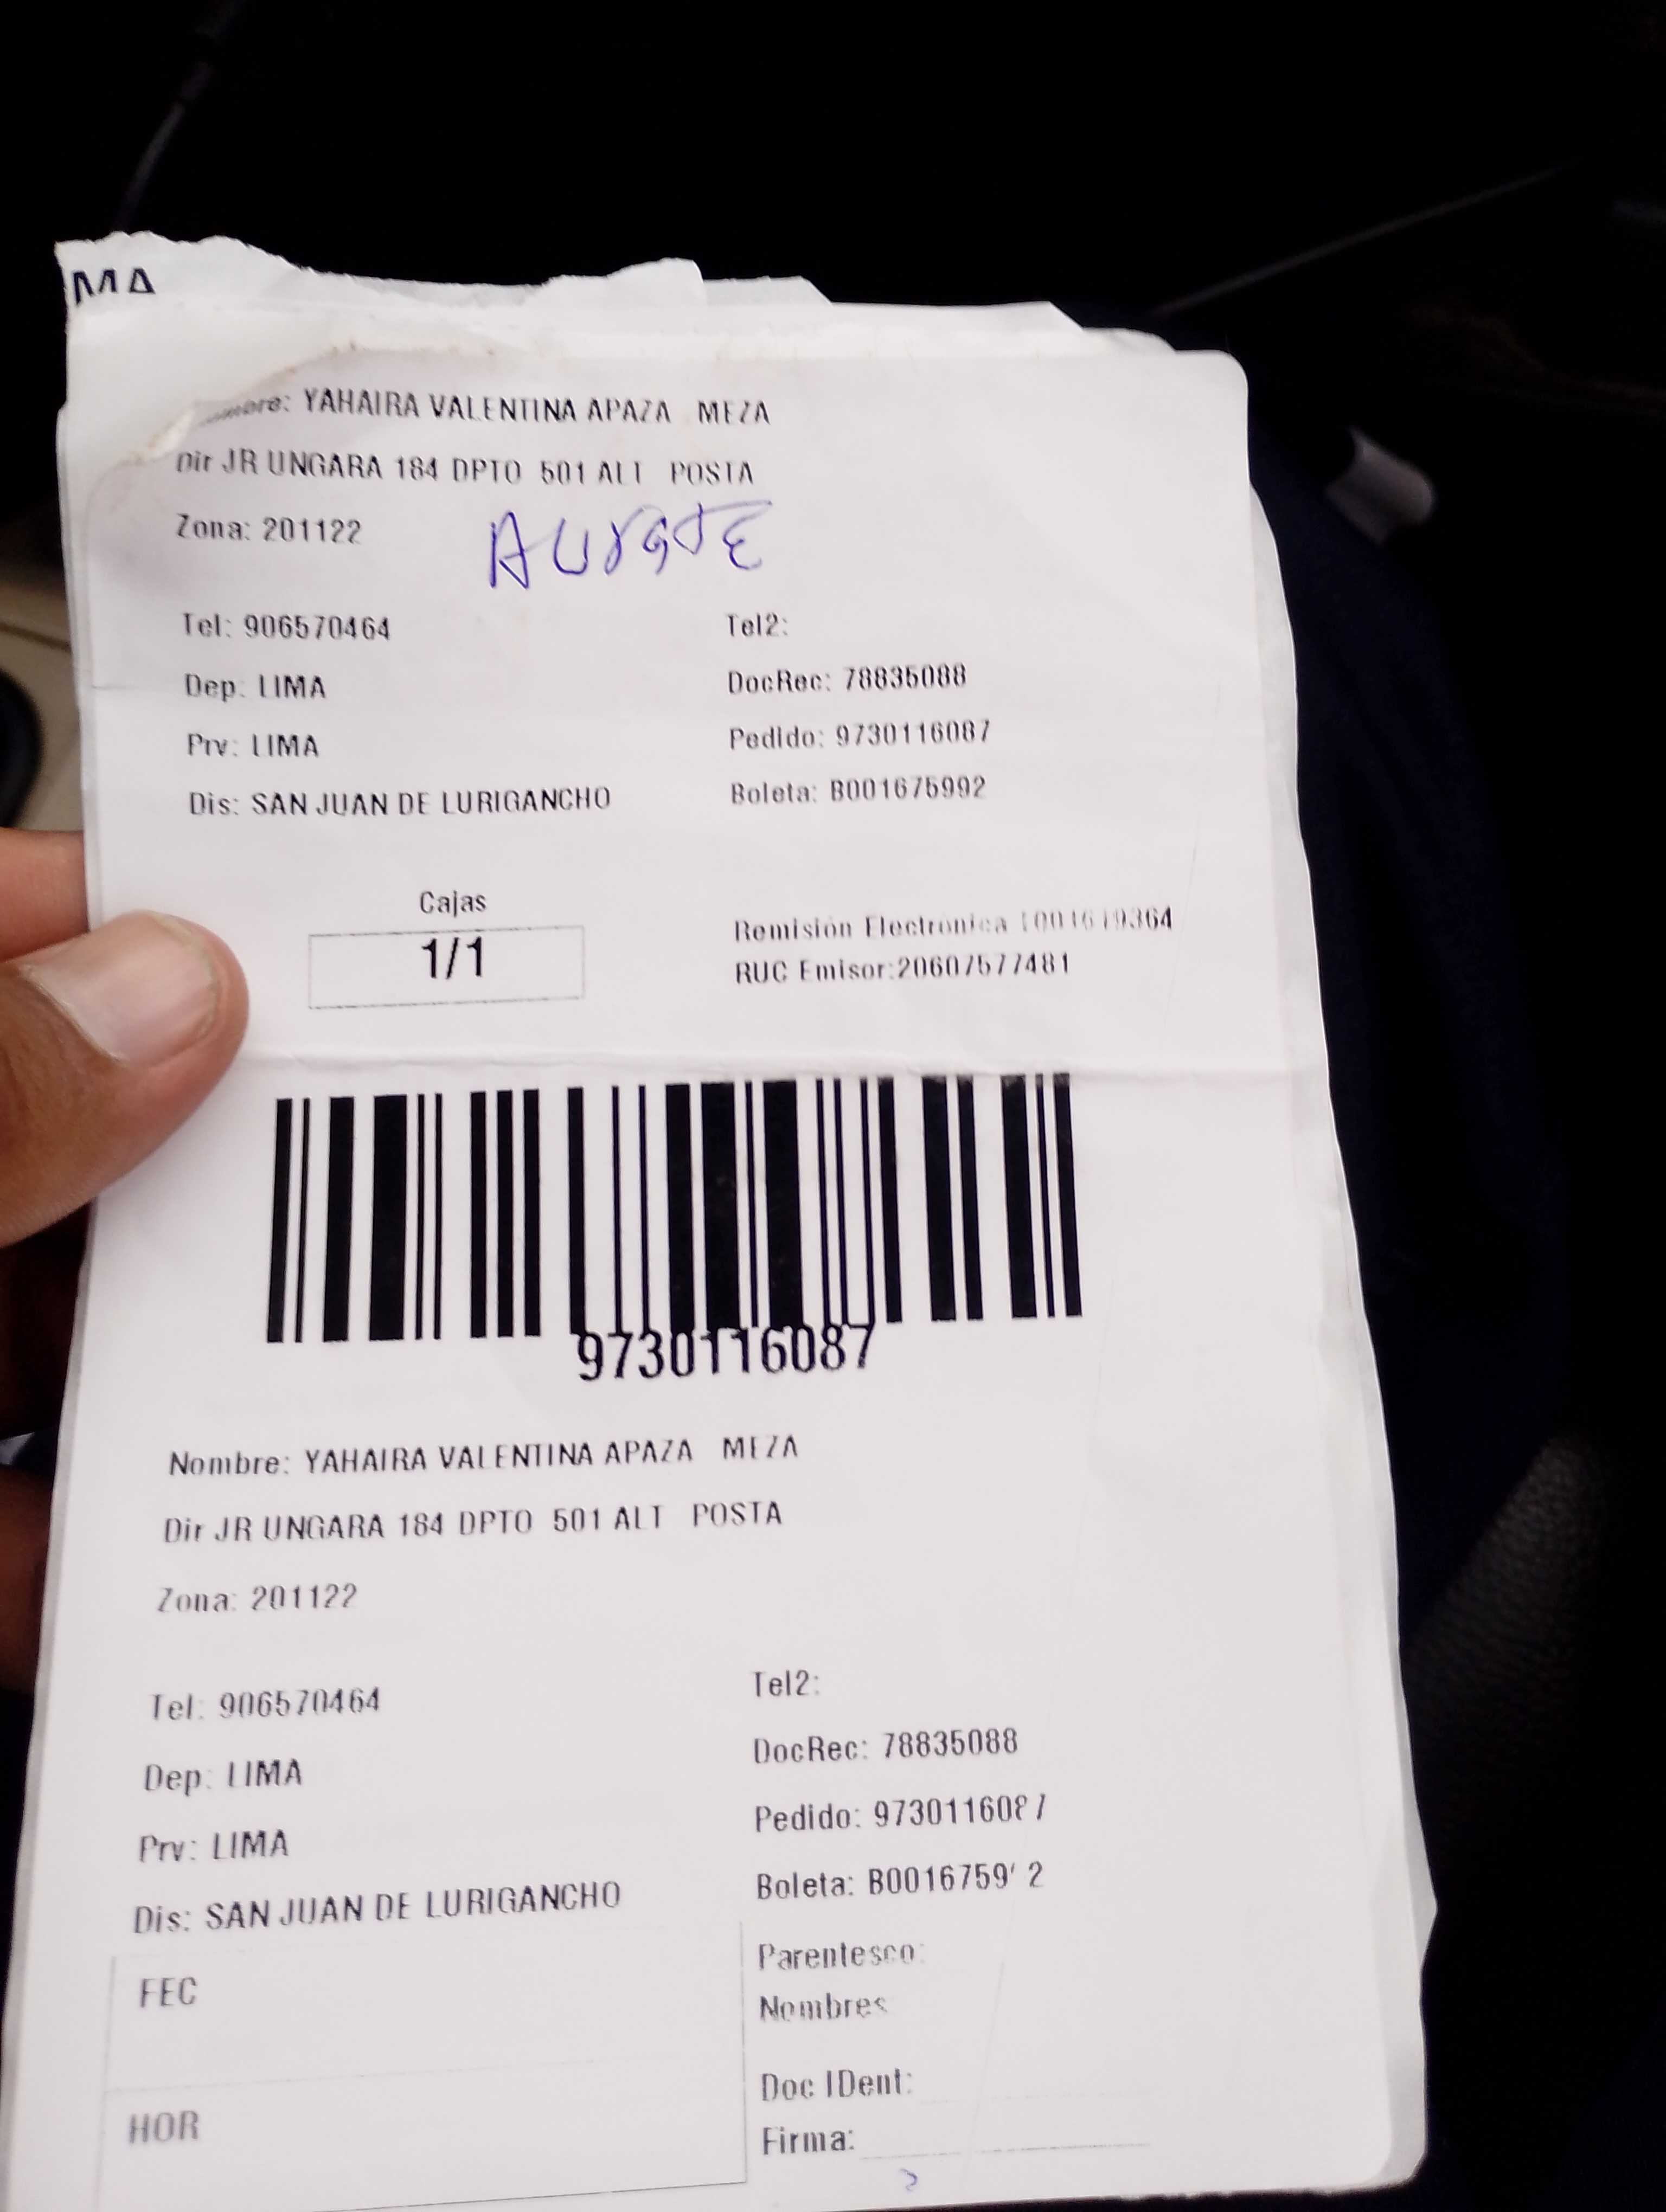 MA
Nombre: YAHAIRA VALENTINA APAZA MEZA
Dir JR UNGARA 184 DPTO 501 ALT POSTA
Zona: 201122
Tel: 906570464 Tel2:
Dep: LIMA DocRec: 78835088
Prv: LIMA Pedido: 9730116087
Dis: SAN JUAN DE LURIGANCHO Boleta: B001675992
Cajas
1/1
Remisión Electronica
RUC Emisor:20607577481
9730116087
Nombre: YAHAIRA VALENTINA APAZA MEZA
Dir JR UNGARA 184 DPTO 501 ALT POSTA
Zona: 201122
Tel: 906570464 Tel2:
Dep: LIMA DocRec: 78835088
Prv: LIMA Pedido: 9730116087
Dis: SAN JUAN DE LURIGANCHO Boleta: B0016759 2
FEC
Parentesco:
Nombres
HOR
Doc IDent:
Firma: